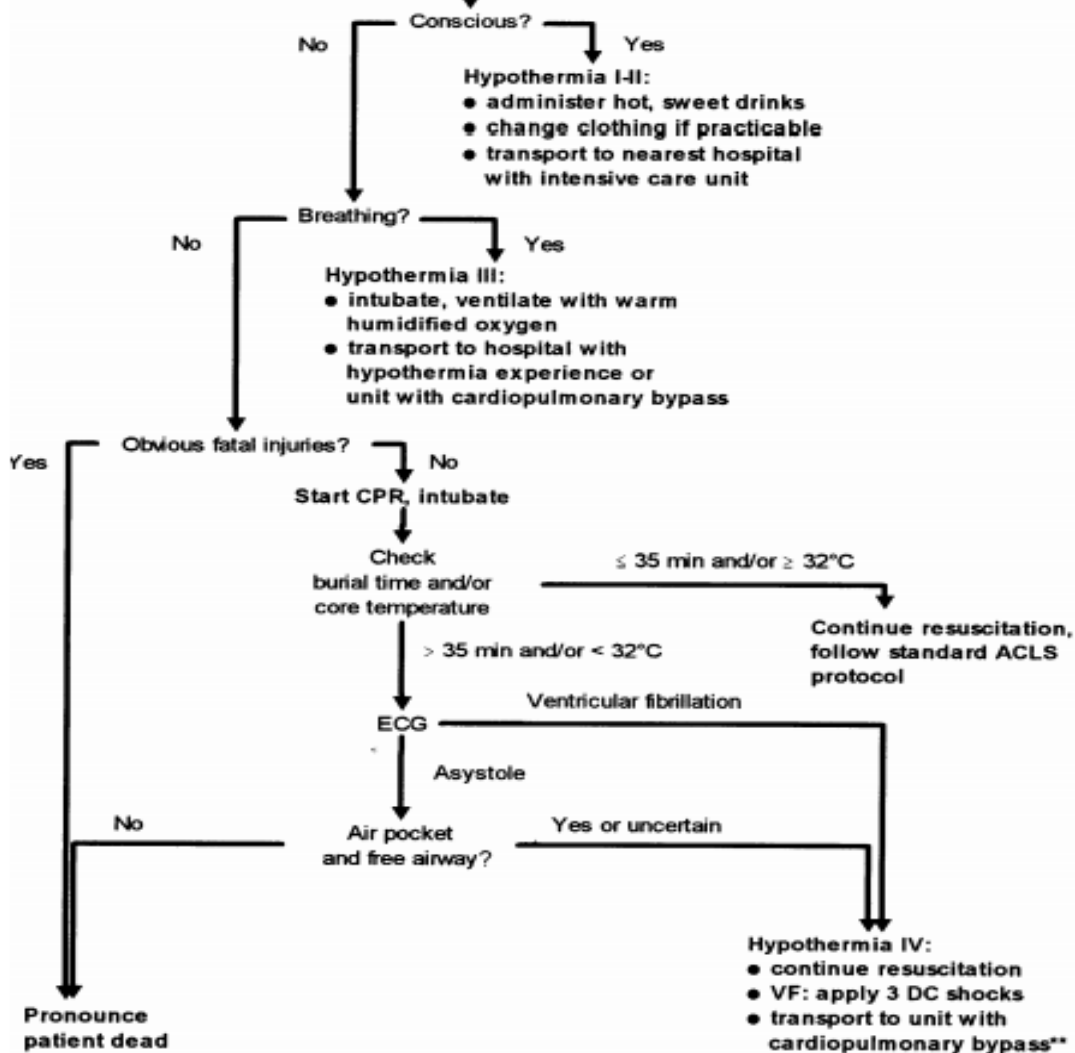 Conscious?
No
Yes
Hypothermia I-II:
● administer hot, sweet drinks
● change clothing if practicable
● transport to nearest hospital
with intensive care unit
Breathing?
No
Yes
Hypothermia III:
● intubate, ventilate with warm
humidified oxygen
● transport to hospital with
hypothermia experience or
unit with cardiopulmonary bypass
Obvious fatal injuries?
Yes
No
Start CPR, intubate
Check
burial time and/or
core temperature
≤ 35 min and/or ≥ 32°C
Continue resuscitation,
follow standard ACLS
protocol
> 35 min and/or < 32°C
Ventricular fibrillation
ECG
Asystole
No
Air pocket
and free airway?
Yes or uncertain
Hypothermia IV:
● continue resuscitation
● VF: apply 3 DC shocks
● transport to unit with
cardiopulmonary bypass**
Pronounce
patient dead